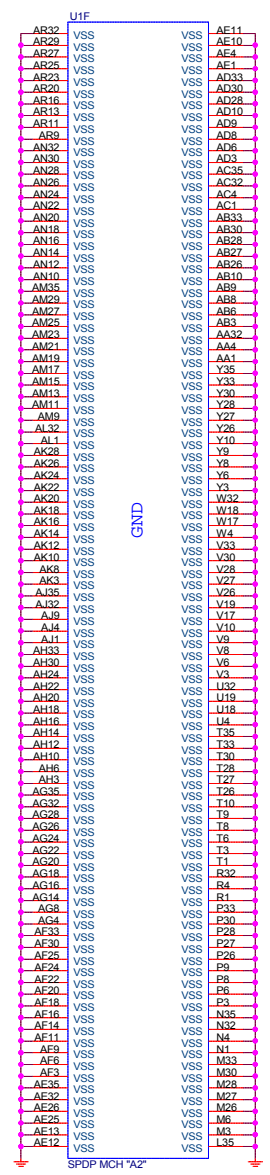 U1F
AR32 VSS VSS AE11
AR29 VSS VSS AE10
AR27 VSS VSS AE4
AR25 VSS VSS AE1
AR23 VSS VSS AD33
AR20 VSS VSS AD30
AR16 VSS VSS AD28
AR13 VSS VSS AD10
AR11 VSS VSS AD9
AR9 VSS VSS AD8
AN32 VSS VSS AD6
AN30 VSS VSS AD3
AN28 VSS VSS AC35
AN26 VSS VSS AC32
AN24 VSS VSS AC4
AN22 VSS VSS AC1
AN20 VSS VSS AB33
AN18 VSS VSS AB30
AN16 VSS VSS AB28
AN14 VSS VSS AB27
AN12 VSS VSS AB26
AN10 VSS VSS AB10
AM35 VSS VSS AB9
AM29 VSS VSS AB8
AM27 VSS VSS AB6
AM25 VSS VSS AB3
AM23 VSS VSS AA32
AM21 VSS VSS AA4
AM19 VSS VSS AA1
AM17 VSS VSS Y35
AM15 VSS VSS Y33
AM13 VSS VSS Y30
AM11 VSS VSS Y28
AM9 VSS VSS Y27
AL32 VSS VSS Y26
AL1 VSS VSS Y10
AK28 VSS VSS Y9
AK26 VSS VSS Y8
AK24 VSS VSS Y6
AK22 VSS VSS Y3
AK20 VSS VSS W32
AK18 VSS VSS W18
AK16 VSS GND VSS W17
AK14 VSS VSS W4
AK12 VSS VSS V33
AK10 VSS VSS V30
AK8 VSS VSS V28
AK3 VSS VSS V27
AJ35 VSS VSS V26
AJ32 VSS VSS V19
AJ9 VSS VSS V17
AJ4 VSS VSS V10
AJ1 VSS VSS V9
AH33 VSS VSS V8
AH30 VSS VSS V6
AH24 VSS VSS V3
AH22 VSS VSS U32
AH20 VSS VSS U19
AH18 VSS VSS U18
AH16 VSS VSS U4
AH14 VSS VSS T35
AH12 VSS VSS T33
AH10 VSS VSS T30
AH6 VSS VSS T28
AH3 VSS VSS T27
AG35 VSS VSS T26
AG32 VSS VSS T10
AG28 VSS VSS T9
AG26 VSS VSS T8
AG24 VSS VSS T6
AG22 VSS VSS T3
AG20 VSS VSS T1
AG18 VSS VSS R32
AG16 VSS VSS R4
AG14 VSS VSS R1
AG8 VSS VSS P33
AG4 VSS VSS P30
AF33 VSS VSS P28
AF30 VSS VSS P27
AF25 VSS VSS P26
AF24 VSS VSS P9
AF22 VSS VSS P8
AF20 VSS VSS P6
AF18 VSS VSS P3
AF16 VSS VSS N35
AF14 VSS VSS N32
AF11 VSS VSS N4
AF9 VSS VSS N1
AF6 VSS VSS M33
AF3 VSS VSS M30
AE35 VSS VSS M28
AE32 VSS VSS M27
AE26 VSS VSS M26
AE25 VSS VSS M6
AE13 VSS VSS M3
AE12 VSS VSS L35
SPDP MCH "A2"